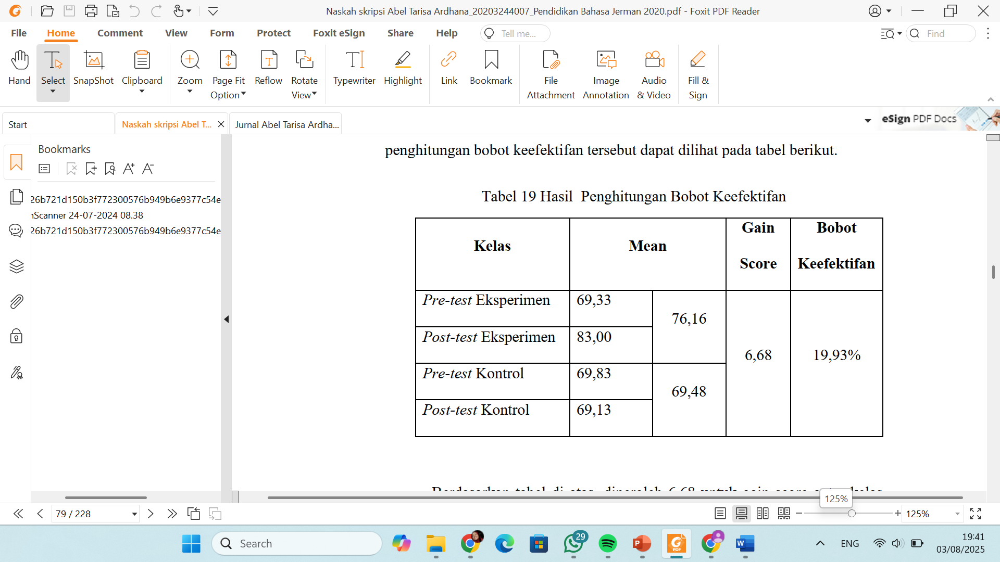 Naskah skripsi Abel Tarisa Ardhana_20203244007_Pendidikan Bahasa Jerman 2020.pdf - Foxit PDF Reader
File Home Comment View Form Protect Foxit eSign Share Help Tell me... Find
Hand Select SnapShot Clipboard Zoom Page Fit Option Reflow Rotate View Typewriter Highlight Link Bookmark File Attachment Image Annotation Audio & Video Fill & Sign
Start Naskah skripsi Abel T... Jurnal Abel Tarisa Ardha... eSign PDF Docs
Bookmarks
26b721d150b3f772300576b949b6e9377c54e
nScanner 24-07-2024 08.38
26b721d150b3f772300576b949b6e9377c54e
penghitungan bobot keefektifan tersebut dapat dilihat pada tabel berikut.
Tabel 19 Hasil Penghitungan Bobot Keefektifan
Kelas Mean Gain Score Bobot Keefektifan
Pre-test Eksperimen 69,33 76,16 6,68 19,93%
Post-test Eksperimen 83,00
Pre-test Kontrol 69,83 69,48
Post-test Kontrol 69,13
125%
79 / 228 125%
Search 29 ENG 19:41
03/08/2025